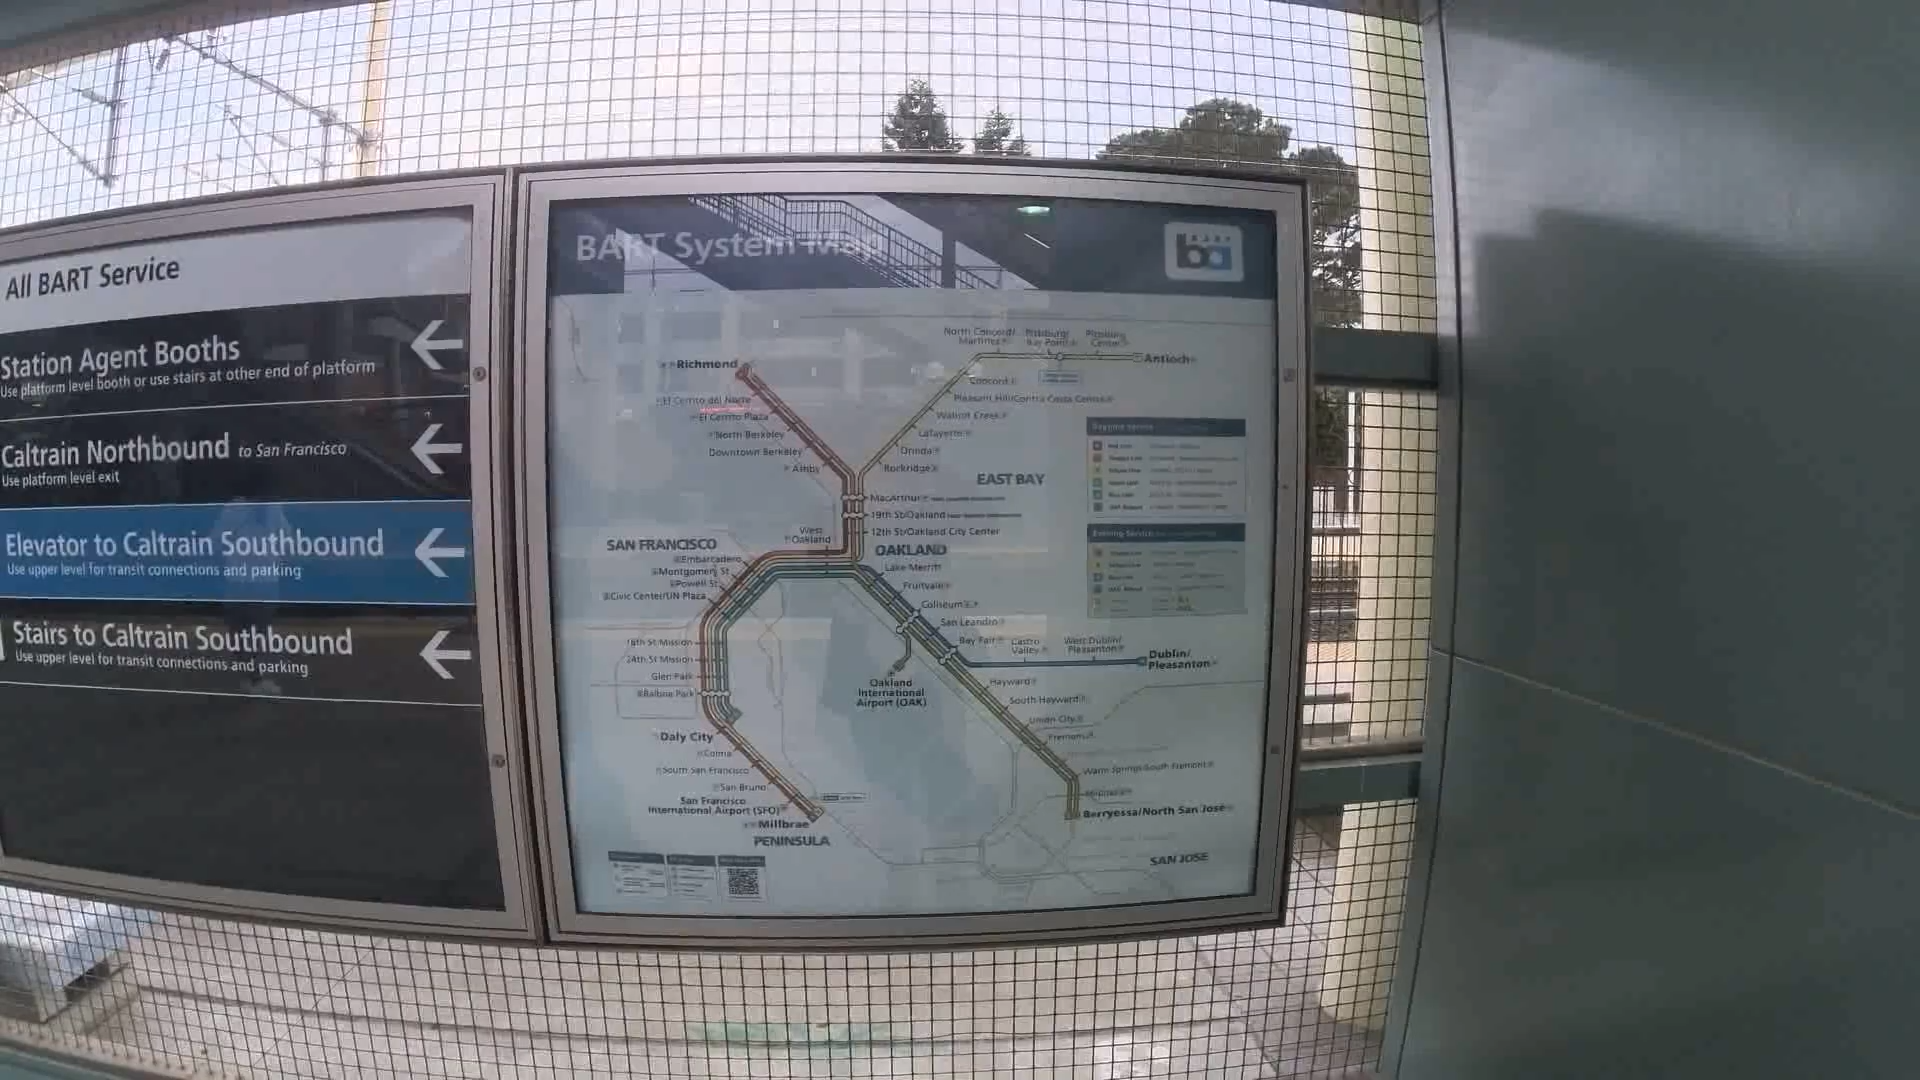 All BART Service
Station Agent Booths
Use platform level booth or use stairs at other end of platform
Caltrain Northbound to San Francisco
Use platform level exit
Elevator to Caltrain Southbound
Use upper level for transit connections and parking
Stairs to Caltrain Southbound
Use upper level for transit connections and parking
BART System Map
ba
Richmond
El Cerrito del Norte
El Cerrito Plaza
North Berkeley
Downtown Berkeley
Ashby
North Concord/
Martinez
Pittsburg/
Bay Point
Pittsburg
Center
Antioch
Concord
Pleasant Hill/Contra Costa Centre
Walnut Creek
Lafayette
Orinda
Rockridge
EAST BAY
MacArthur
19th St/Oakland
12th St/Oakland City Center
West
Oakland
OAKLAND
SAN FRANCISCO
Embarcadero
Montgomery St
Powell St
Civic Center/UN Plaza
16th St Mission
24th St Mission
Glen Park
Balboa Park
Daly City
Colma
South San Francisco
San Bruno
San Francisco
International Airport (SFO)
Millbrae
PENINSULA
Lake Merritt
Fruitvale
Coliseum
San Leandro
Bay Fair
Castro
Valley
West Dublin/
Pleasanton
Dublin/
Pleasanton
Oakland
International
Airport (OAK)
Hayward
South Hayward
Union City
Fremont
Warm Springs/South Fremont
Milpitas
Berryessa/North San José
SAN JOSE
Evening Service